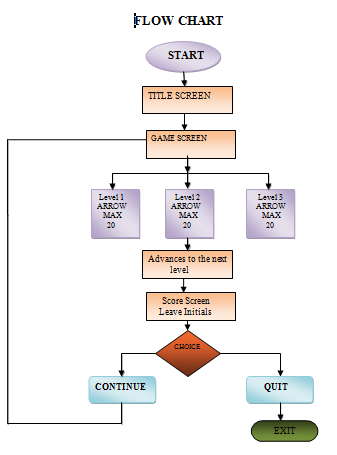 FLOW CHART
START
TITLE SCREEN
GAME SCREEN
Level 1
ARROW
MAX
20
Level 2
ARROW
MAX
20
Level 3
ARROW
MAX
20
Advances to the next
level
Score Screen
Leave Initials
CHOICE
CONTINUE
QUIT
EXIT